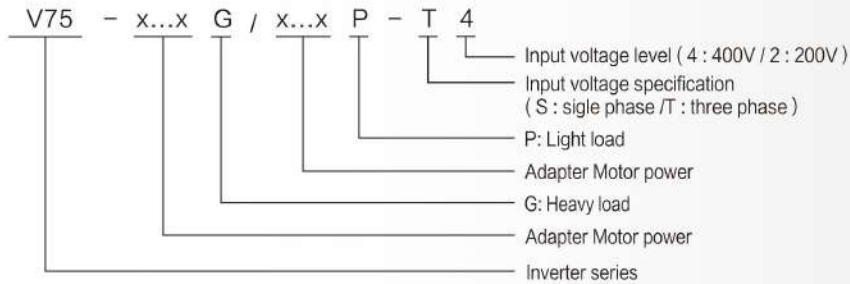 V75 - x...x G / x...x P - T 4
Input voltage level ( 4 : 400V / 2 : 200V )
Input voltage specification
( S : sigle phase /T : three phase )
P: Light load
Adapter Motor power
G: Heavy load
Adapter Motor power
Inverter series